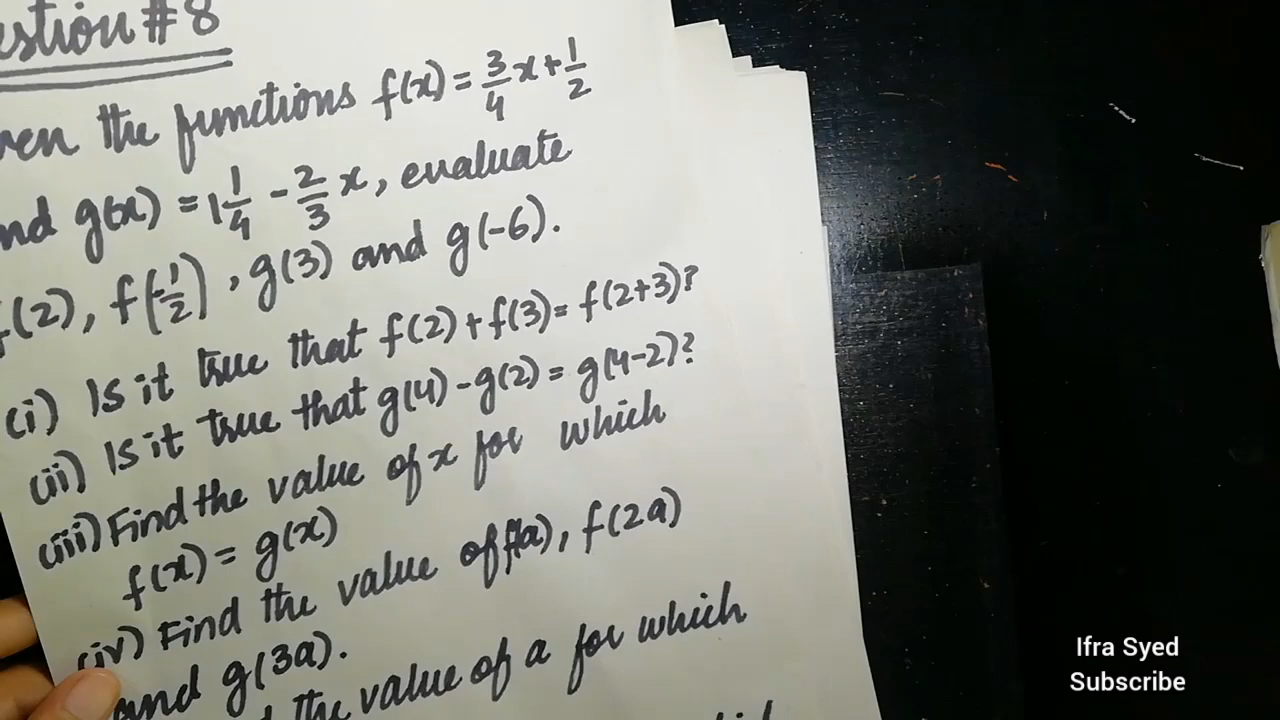 estion #8
ven the functions f(x) = 3/4 x + 1/2
nd g(x) = 1 1/4 - 2/3 x, evaluate
f(2), f(-1/2), g(3) and g(-6).
(i) Is it true that f(2) + f(3) = f(2+3)?
(ii) Is it true that g(4) - g(2) = g(4-2)?
(iii) Find the value of x for which
f(x) = g(x)
(iv) Find the value of f(a), f(2a)
and g(3a).
the value of a for which
Ifra Syed
Subscribe